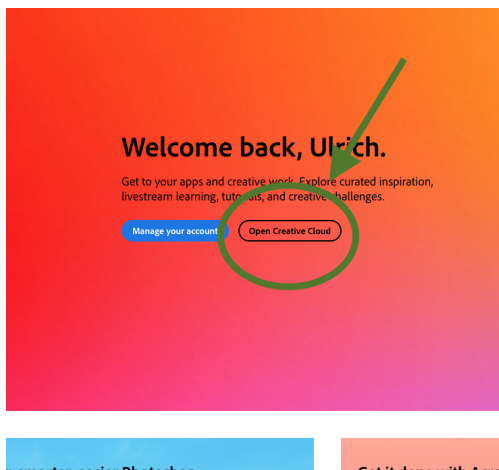 Welcome back, Ulrich.
Get to your apps and creative work. Explore curated inspiration,
livestream learning, tutorials, and creative challenges.
Manage your account
Open Creative Cloud